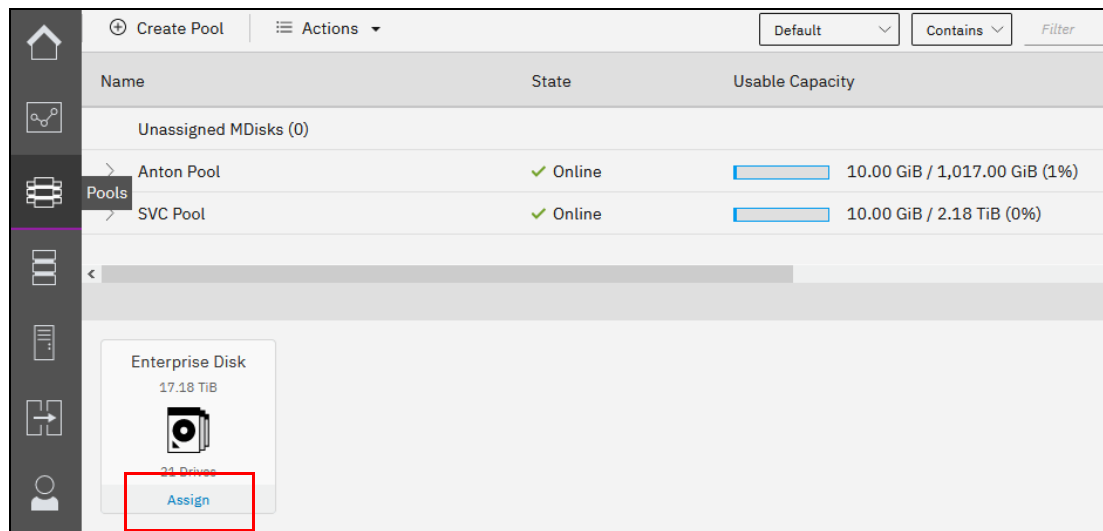 Create Pool Actions Default Contains Filter
Name State Usable Capacity
Unassigned MDisks (0)
Anton Pool Online 10.00 GiB / 1,017.00 GiB (1%)
Pools
SVC Pool Online 10.00 GiB / 2.18 TiB (0%)
Enterprise Disk
17.18 TiB
21 Drives
Assign